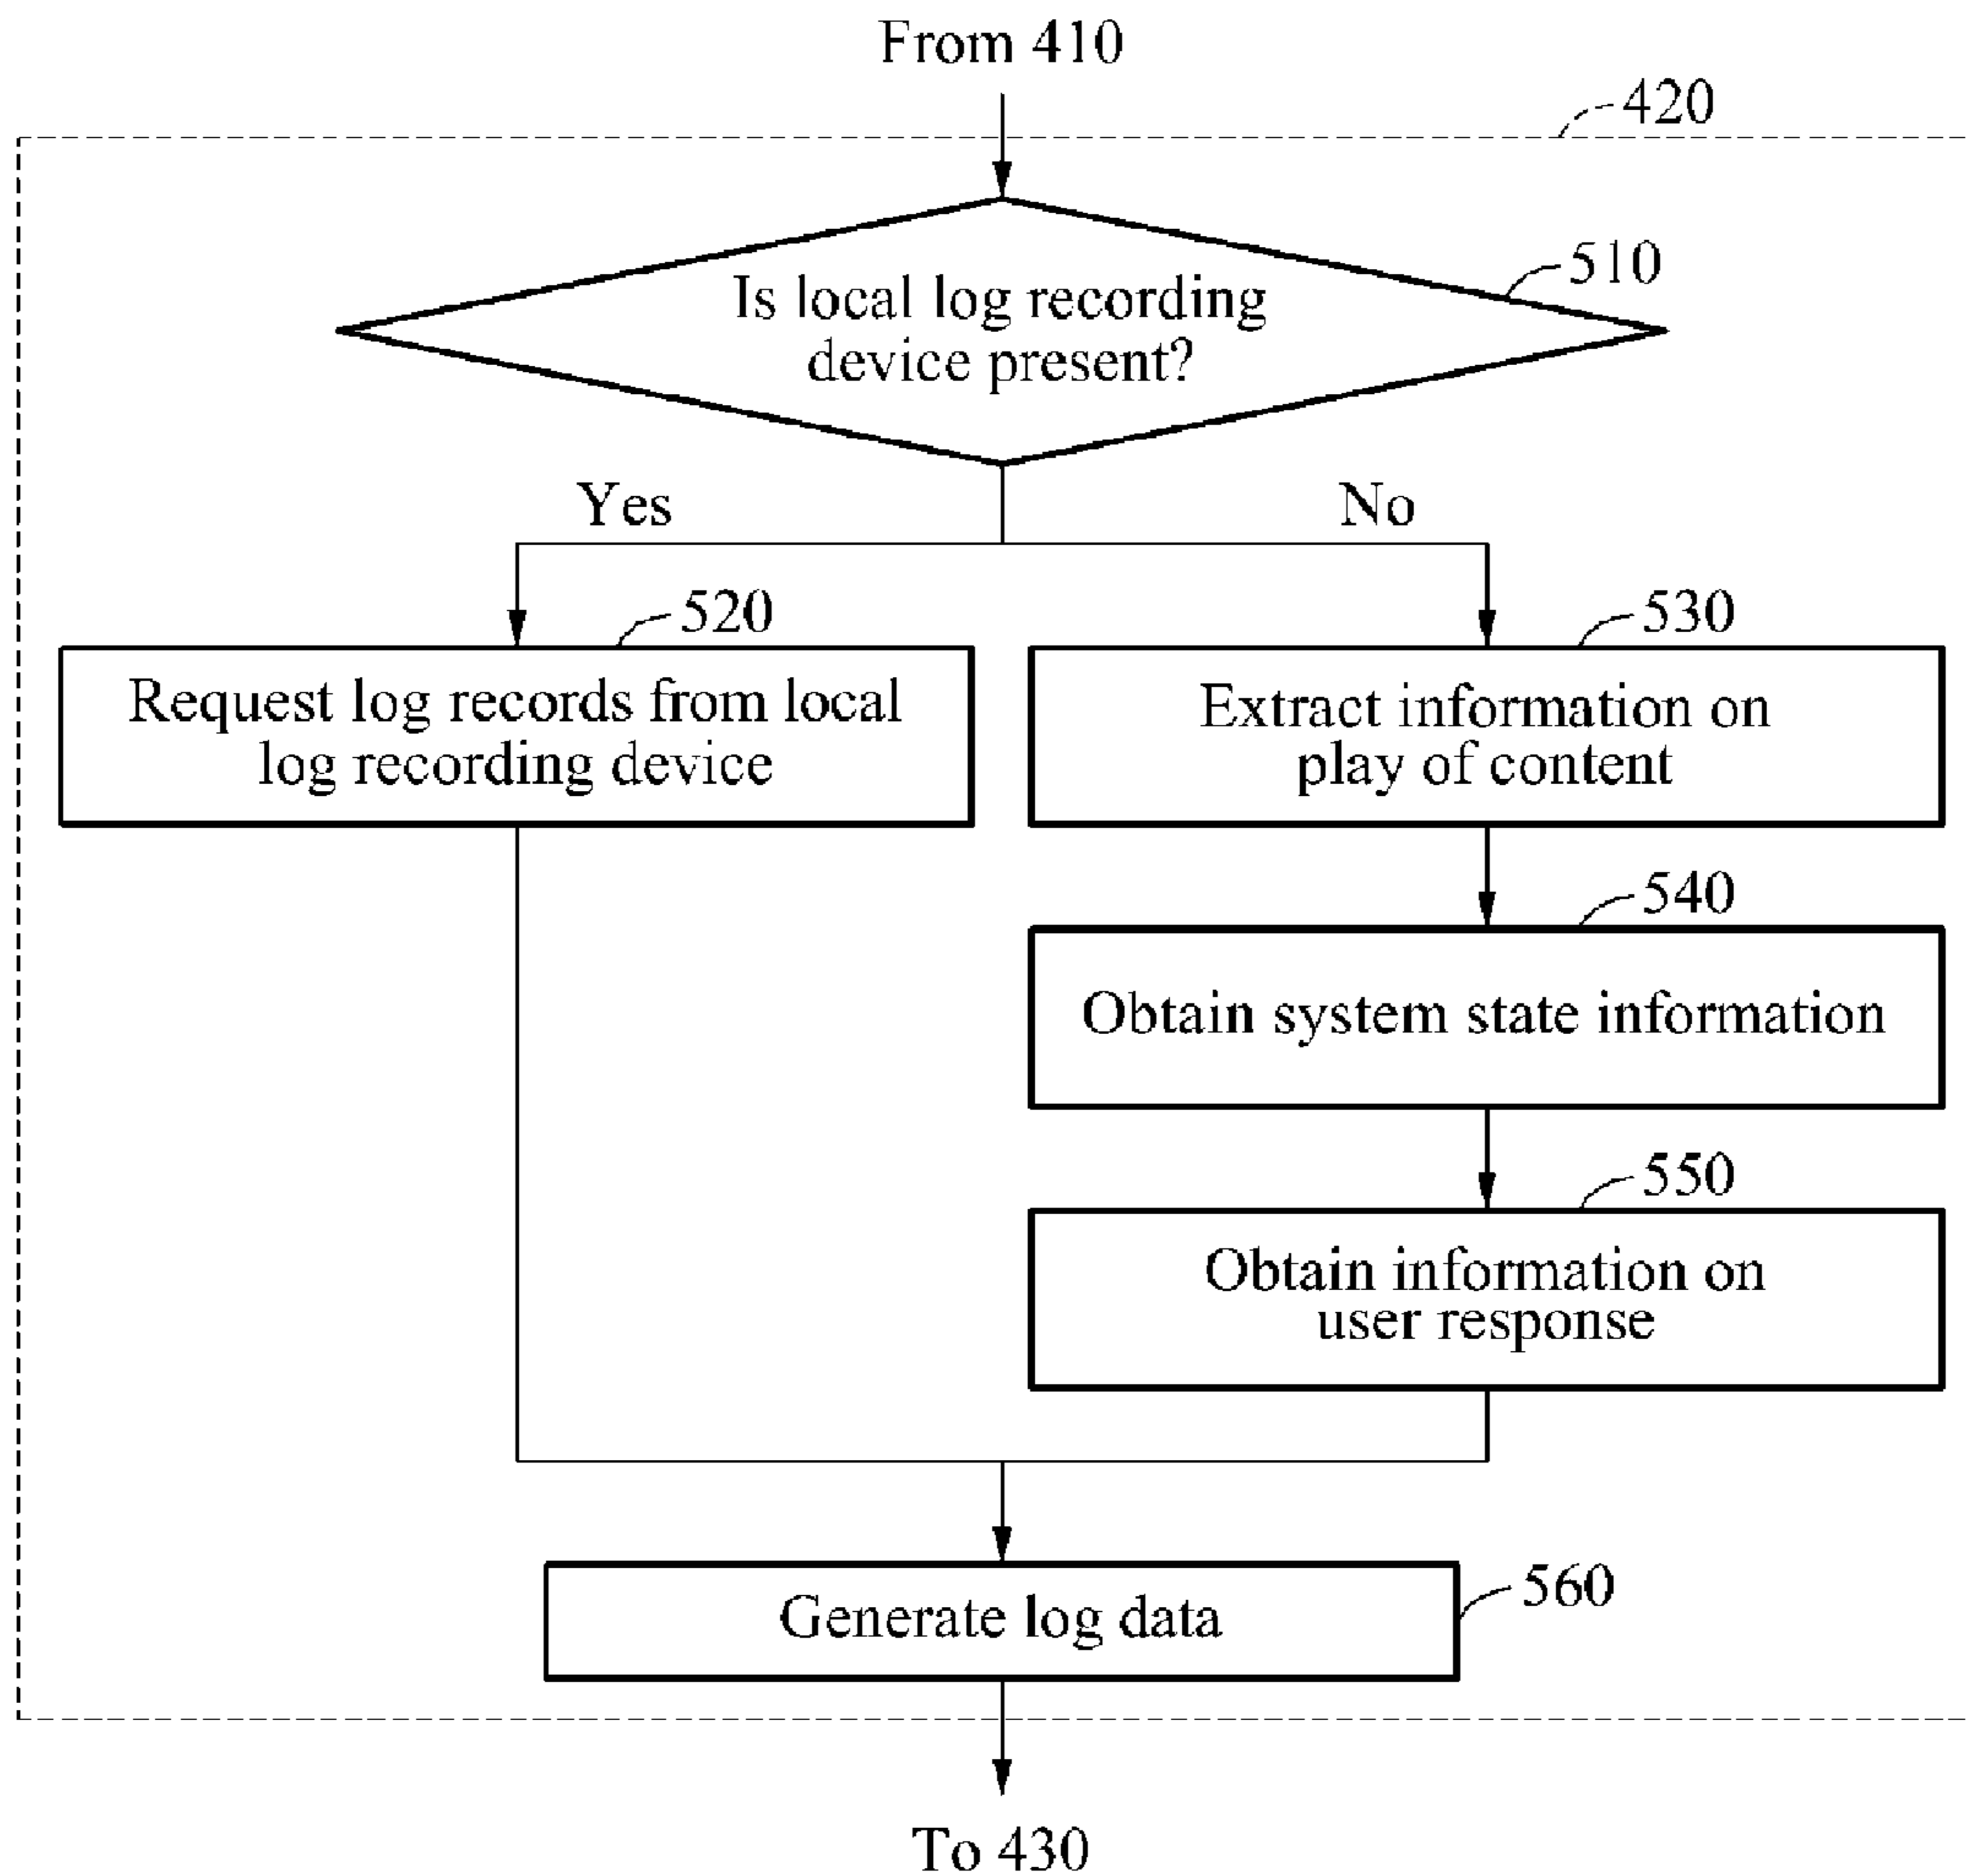 From 410
420
510
Is local log recording
device present?
Yes
No
520
530
Request log records from local
log recording device
Extract information on
play of content
540
Obtain system state information
550
Obtain information on
user response
560
Generate log data
To 430